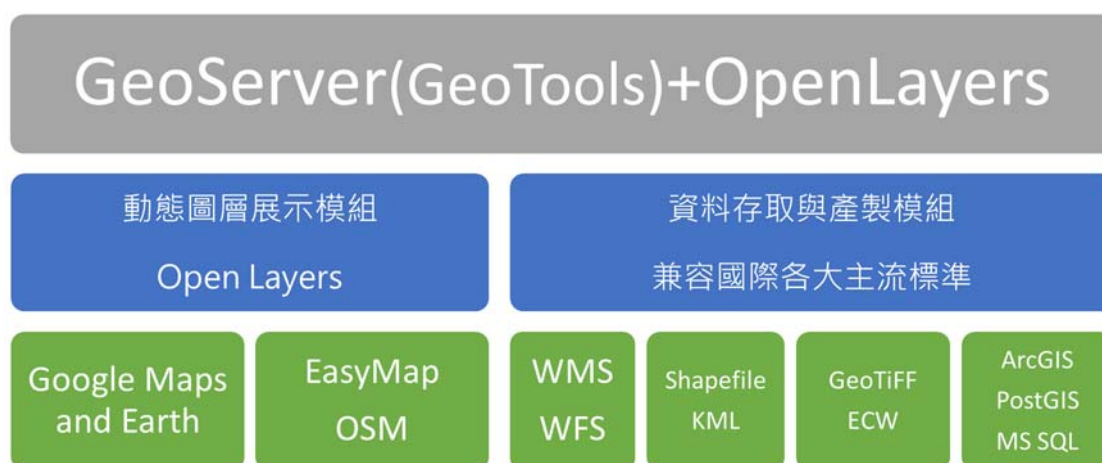 GeoServer(GeoTools)+OpenLayers
動態圖層展示模組
Open Layers
資料存取與產製模組
兼容國際各大主流標準
Google Maps
and Earth
EasyMap
OSM
WMS
WFS
Shapefile
KML
GeoTiFF
ECW
ArcGIS
PostGIS
MS SQL